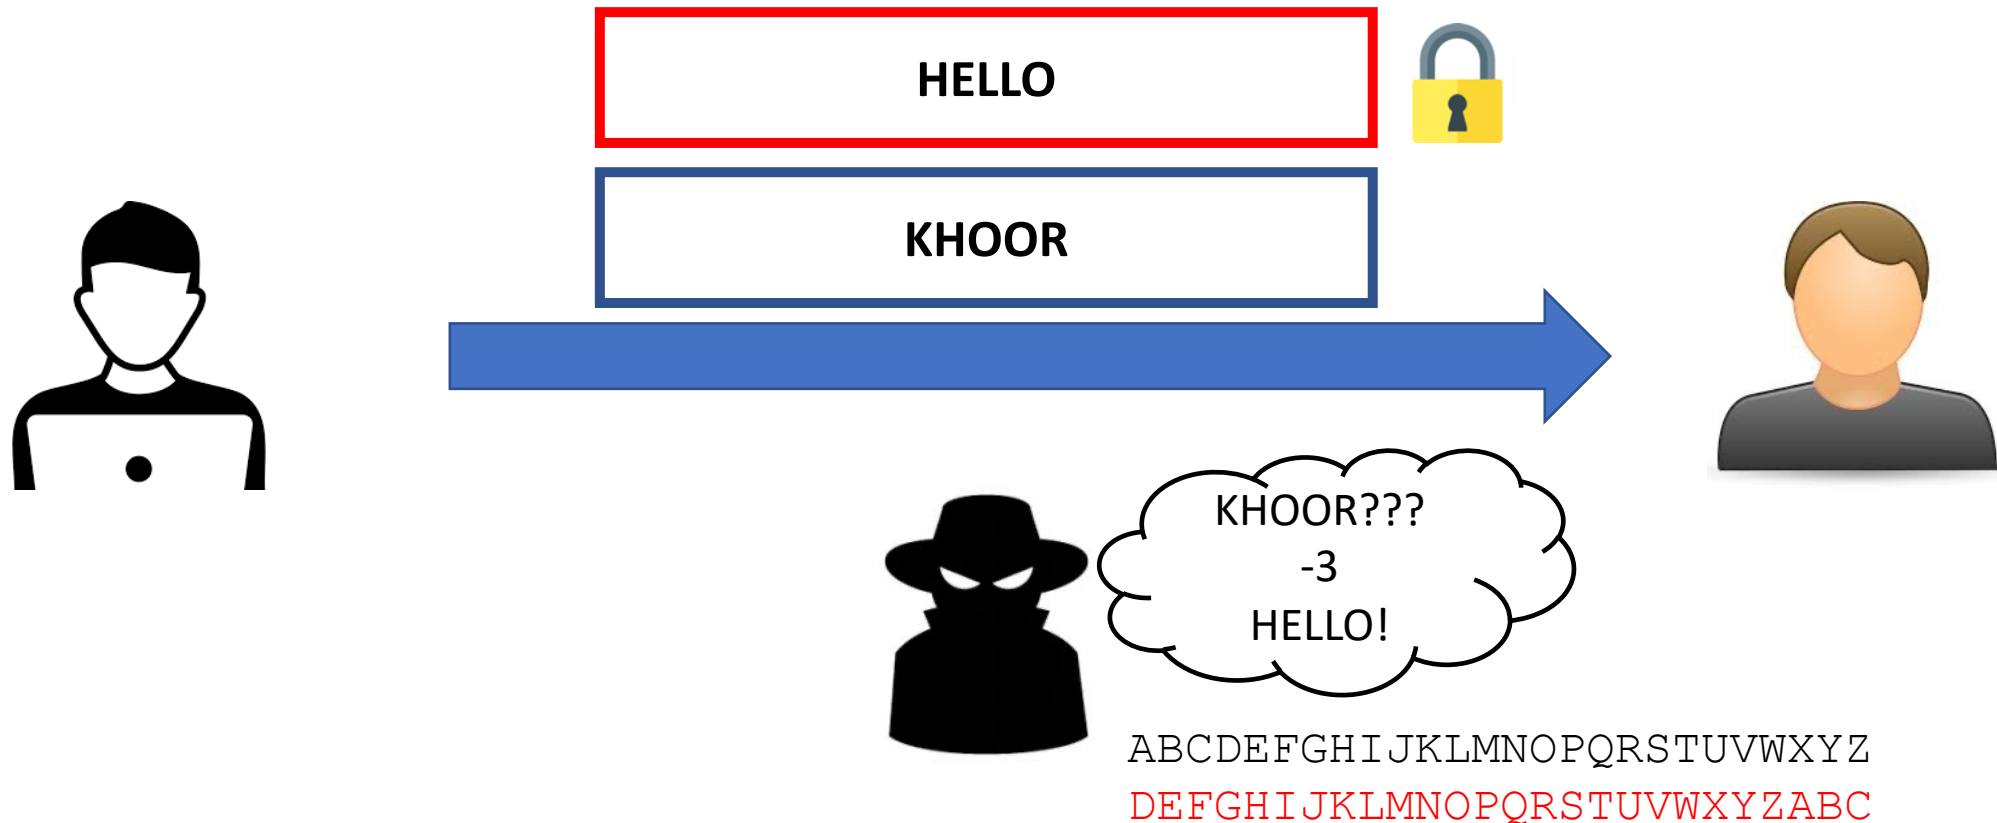 HELLO
KHOOR
KHOOR???
-3
HELLO!
ABCDEFGHIJKLMNOPQRSTUVWXYZ
DEFGHIJKLMNOPQRSTUVWXYZABC